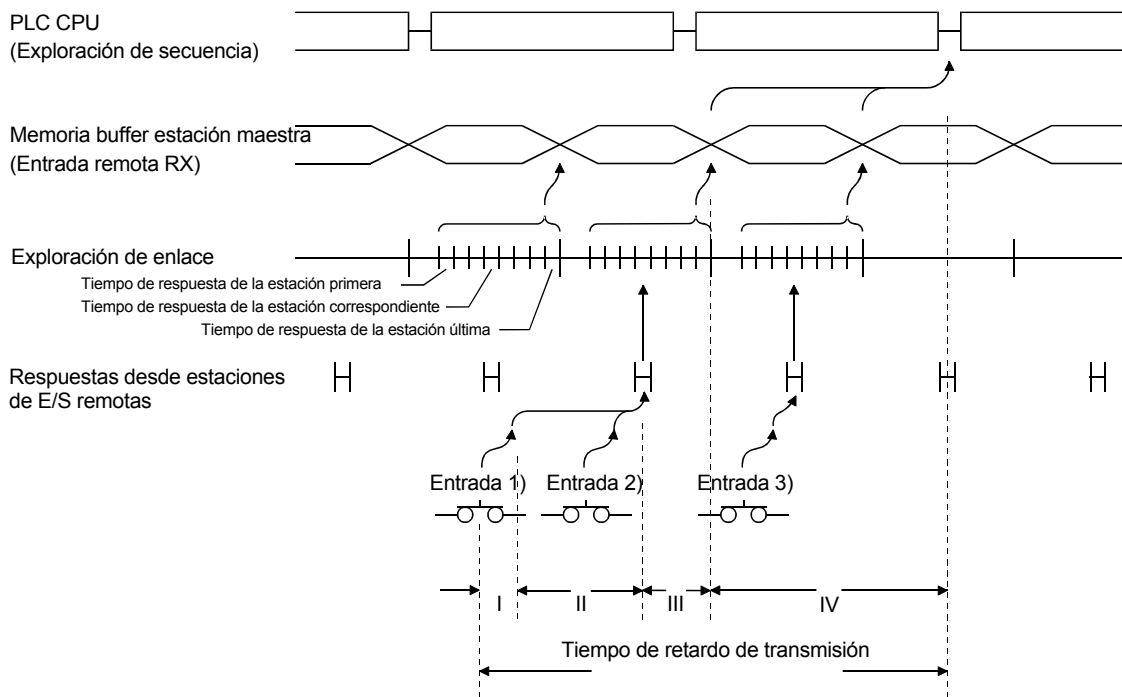 PLC CPU
(Exploración de secuencia)
Memoria buffer estación maestra
(Entrada remota RX)
Exploración de enlace
Tiempo de respuesta de la estación primera
Tiempo de respuesta de la estación correspondiente
Tiempo de respuesta de la estación última
Respuestas desde estaciones
de E/S remotas
Entrada 1)
Entrada 2)
Entrada 3)
I
II
III
IV
Tiempo de retardo de transmisión